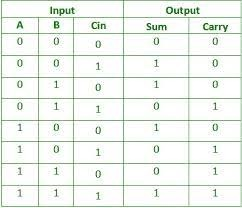 Input Output
A B Cin Sum Carry
0 0 0 0 0
0 0 1 1 0
0 1 0 1 0
0 1 1 0 1
1 0 0 1 0
1 0 1 0 1
1 1 0 0 1
1 1 1 1 1